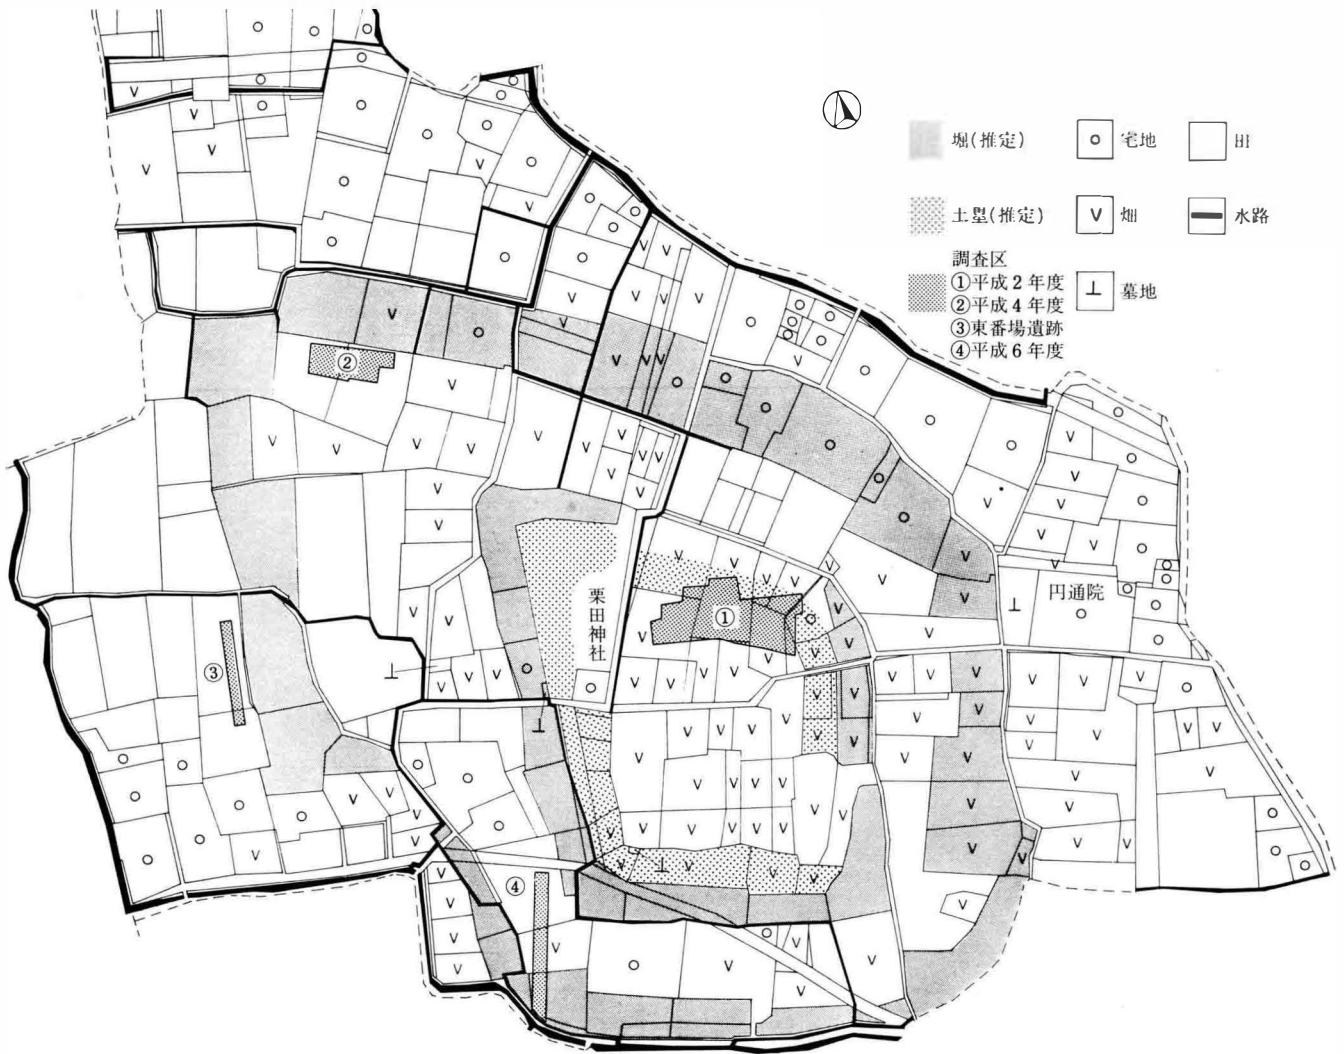 堀(推定)
宅地
田
土塁(推定)
畑
水路
調査区
①平成2年度
②平成4年度
③東番場遺跡
④平成6年度
墓地
②
栗田神社
①
円通院
③
④